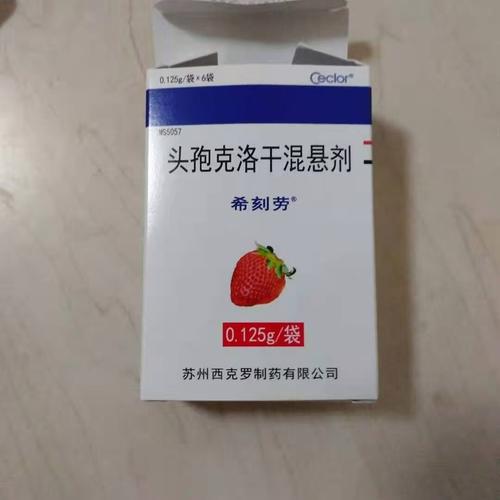 0.125g/袋×6袋
Ceclor®
WS5057
头孢克洛干混悬剂
希刻劳®
0.125g/袋
苏州西克罗制药有限公司